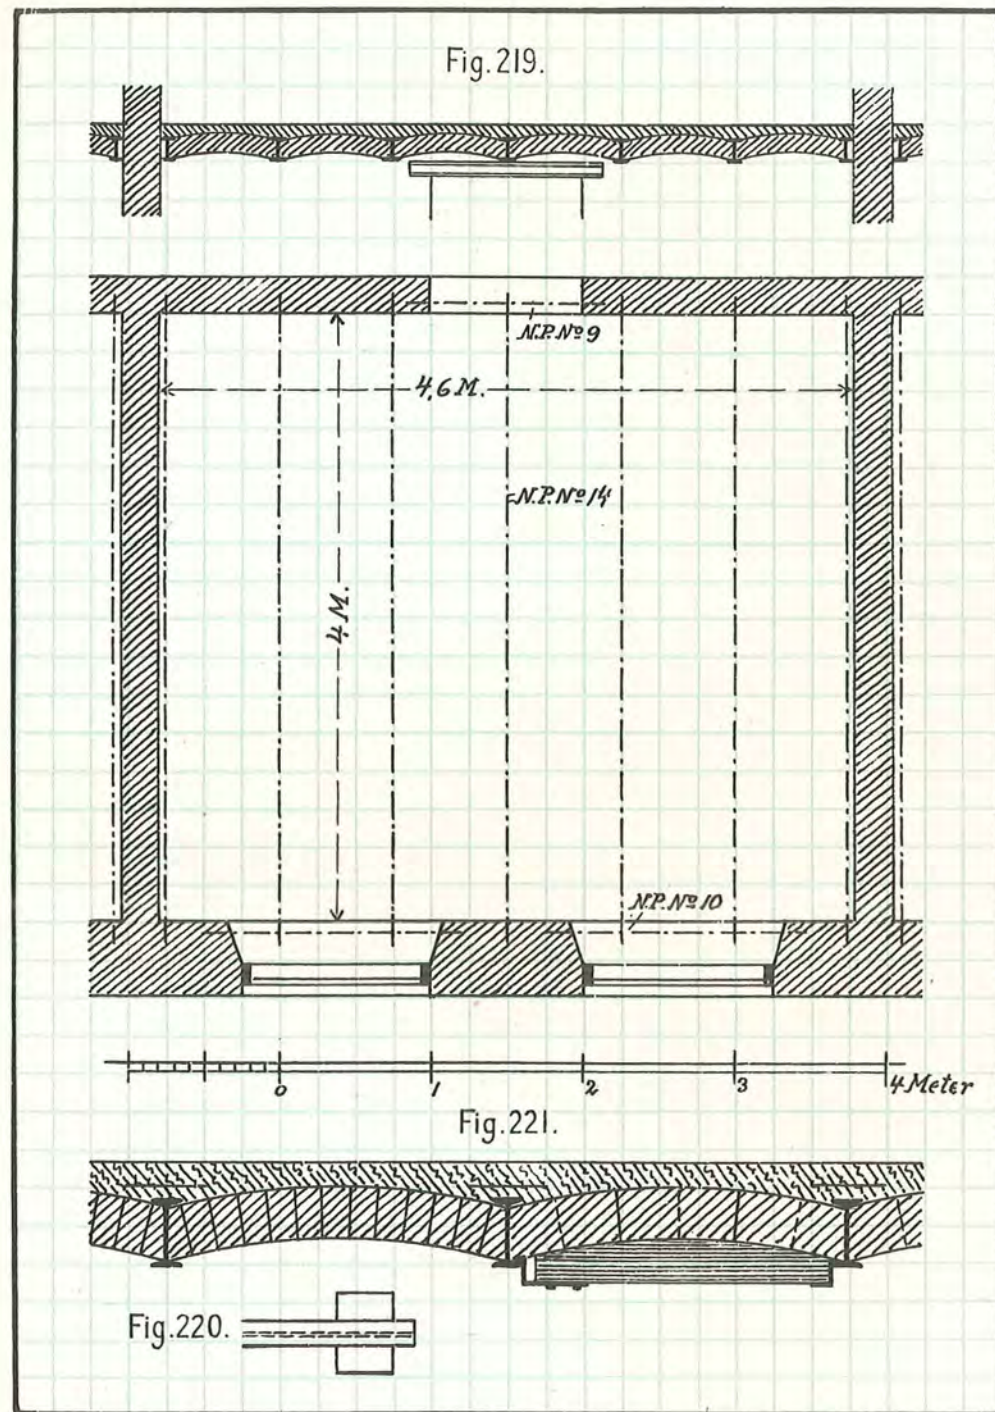 Fig.219.
N.P. No 9
4,6 M.
N.P. No 14
4 M.
N.P. No 10
0 1 2 3 4 Meter
Fig.221.
Fig.220.